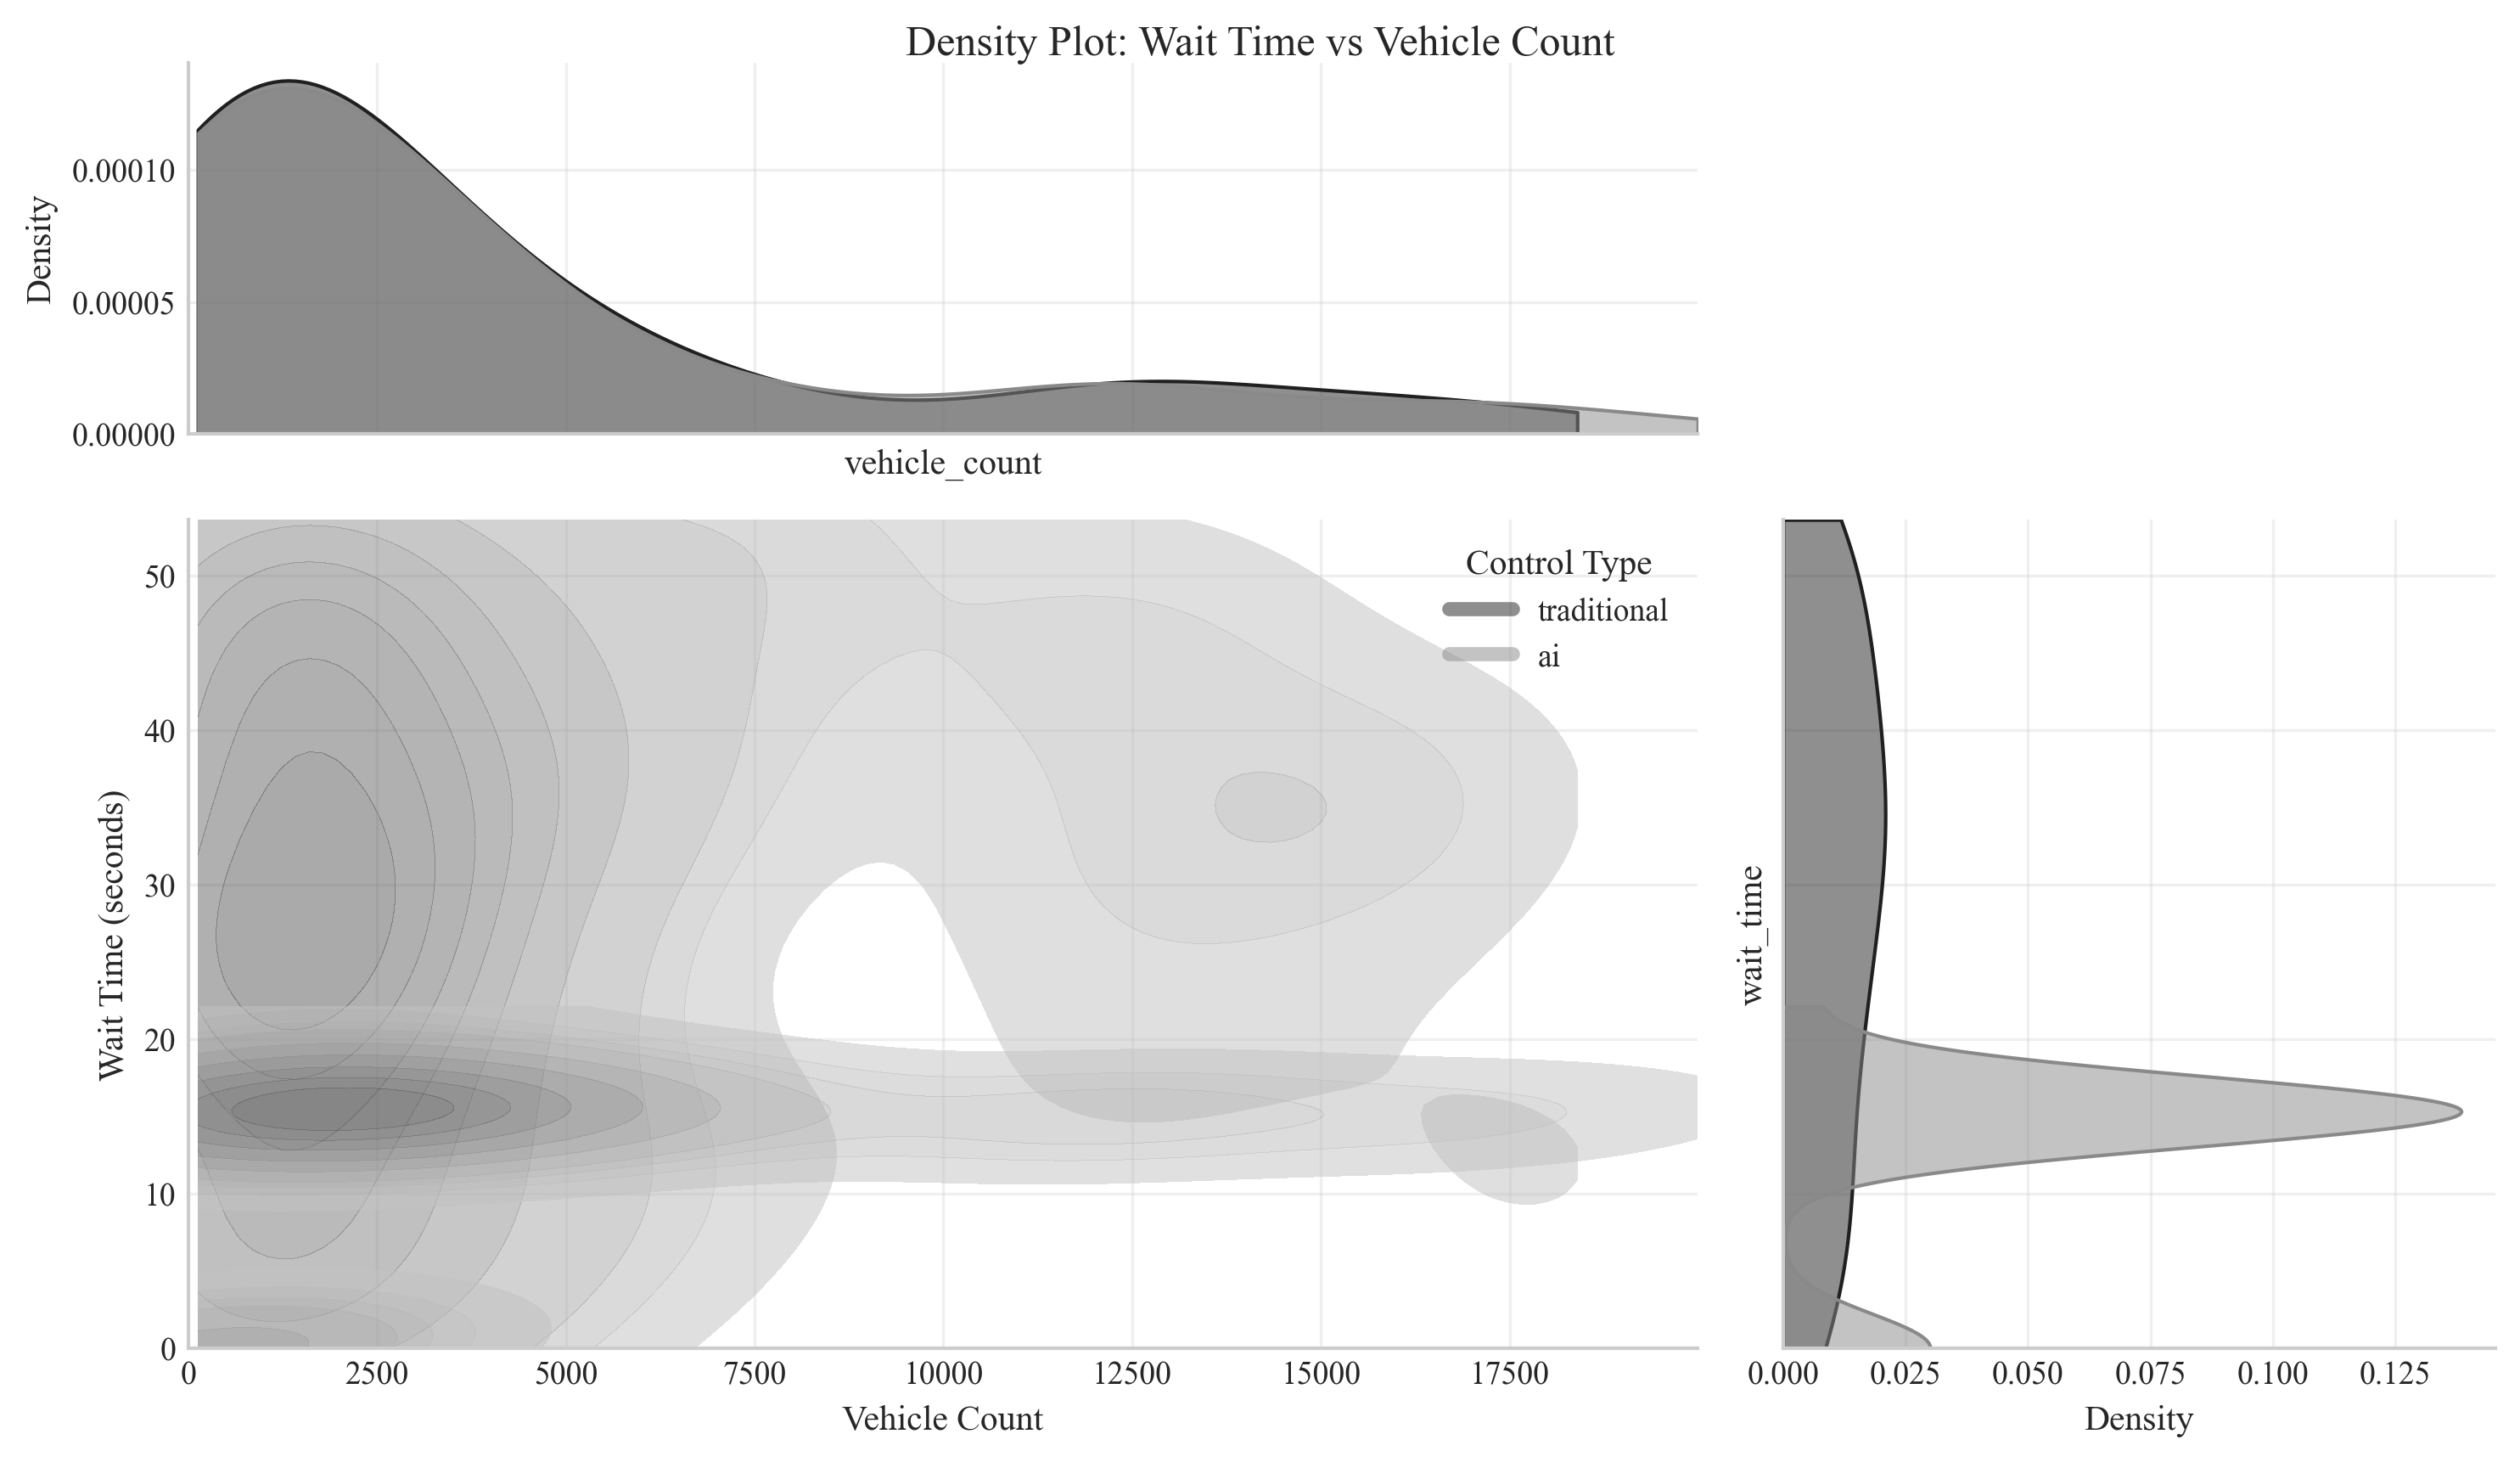 Density Plot: Wait Time vs Vehicle Count
Density
0.00010
0.00005
0.00000
vehicle_count
Wait Time (seconds)
50
40
30
20
10
0
0 2500 5000 7500 10000 12500 15000 17500
Vehicle Count
Control Type
traditional
ai
wait_time
0.000 0.025 0.050 0.075 0.100 0.125
Density